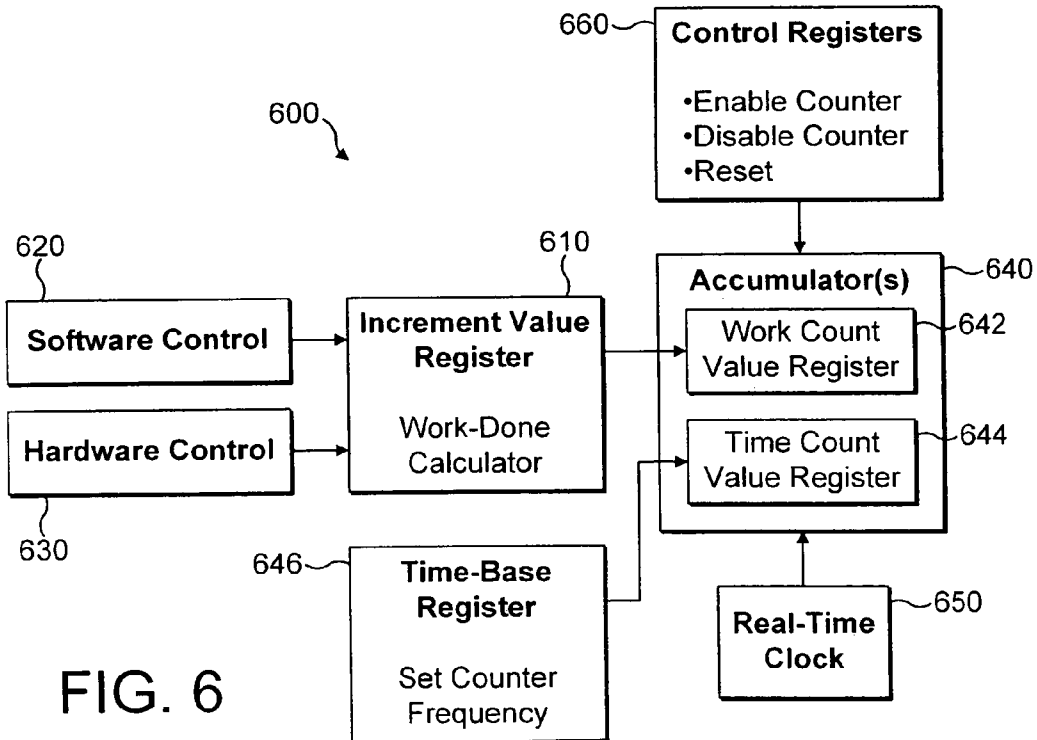 660
Control Registers
•Enable Counter
•Disable Counter
•Reset
600
620
Software Control
Hardware Control
630
610
Increment Value
Register
Work-Done
Calculator
Accumulator(s)
640
Work Count
Value Register
642
Time Count
Value Register
644
646
Time-Base
Register
Set Counter
Frequency
Real-Time
Clock
650
FIG. 6